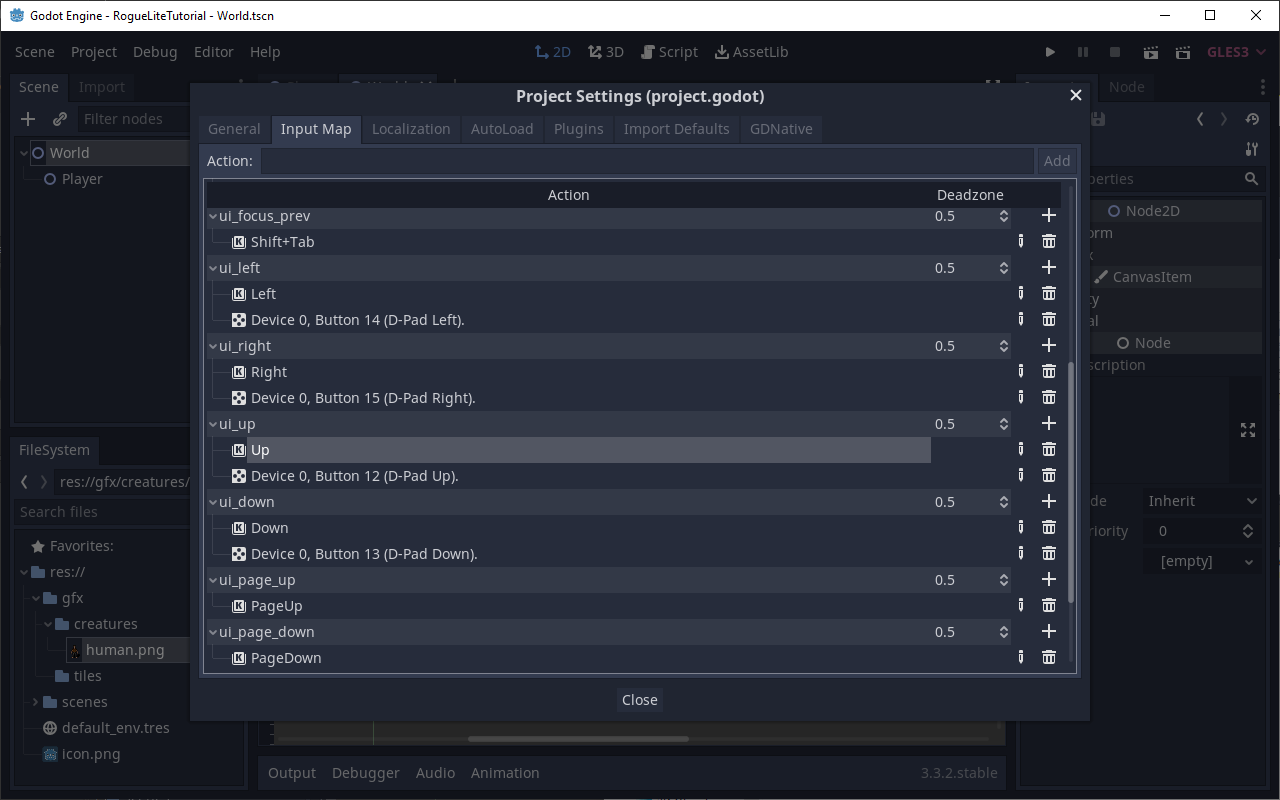 Godot Engine - RogueLiteTutorial - World.tscn
Scene Project Debug Editor Help 2D 3D Script AssetLib GLES3
Scene Import
Node
Project Settings (project.godot)
General Input Map Localization AutoLoad Plugins Import Defaults GDNative
Filter nodes
Action: Add
World
Player
Action Deadzone
ui_focus_prev 0.5
Shift+Tab
ui_left 0.5
Left
Device 0, Button 14 (D-Pad Left).
ui_right 0.5
Right
Device 0, Button 15 (D-Pad Right).
ui_up 0.5
Up
Device 0, Button 12 (D-Pad Up).
ui_down 0.5
Down
Device 0, Button 13 (D-Pad Down).
ui_page_up 0.5
PageUp
ui_page_down 0.5
PageDown
Close
Node2D
CanvasItem
Node
Inherit
0
[empty]
FileSystem
res://gfx/creatures/
Search files
Favorites:
res://
gfx
creatures
human.png
tiles
scenes
default_env.tres
icon.png
Output Debugger Audio Animation 3.3.2.stable